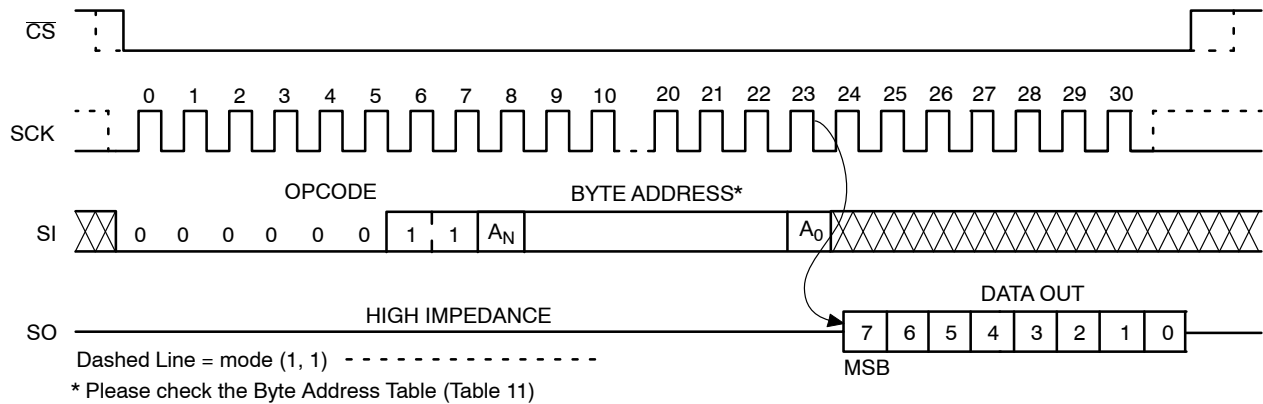 CS
0 1 2 3 4 5 6 7 8 9 10 20 21 22 23 24 25 26 27 28 29 30
SCK
OPCODE BYTE ADDRESS*
SI 0 0 0 0 0 0 1 1 AN A0
DATA OUT
HIGH IMPEDANCE
SO 7 6 5 4 3 2 1 0
Dashed Line = mode (1, 1)
MSB
* Please check the Byte Address Table (Table 11)